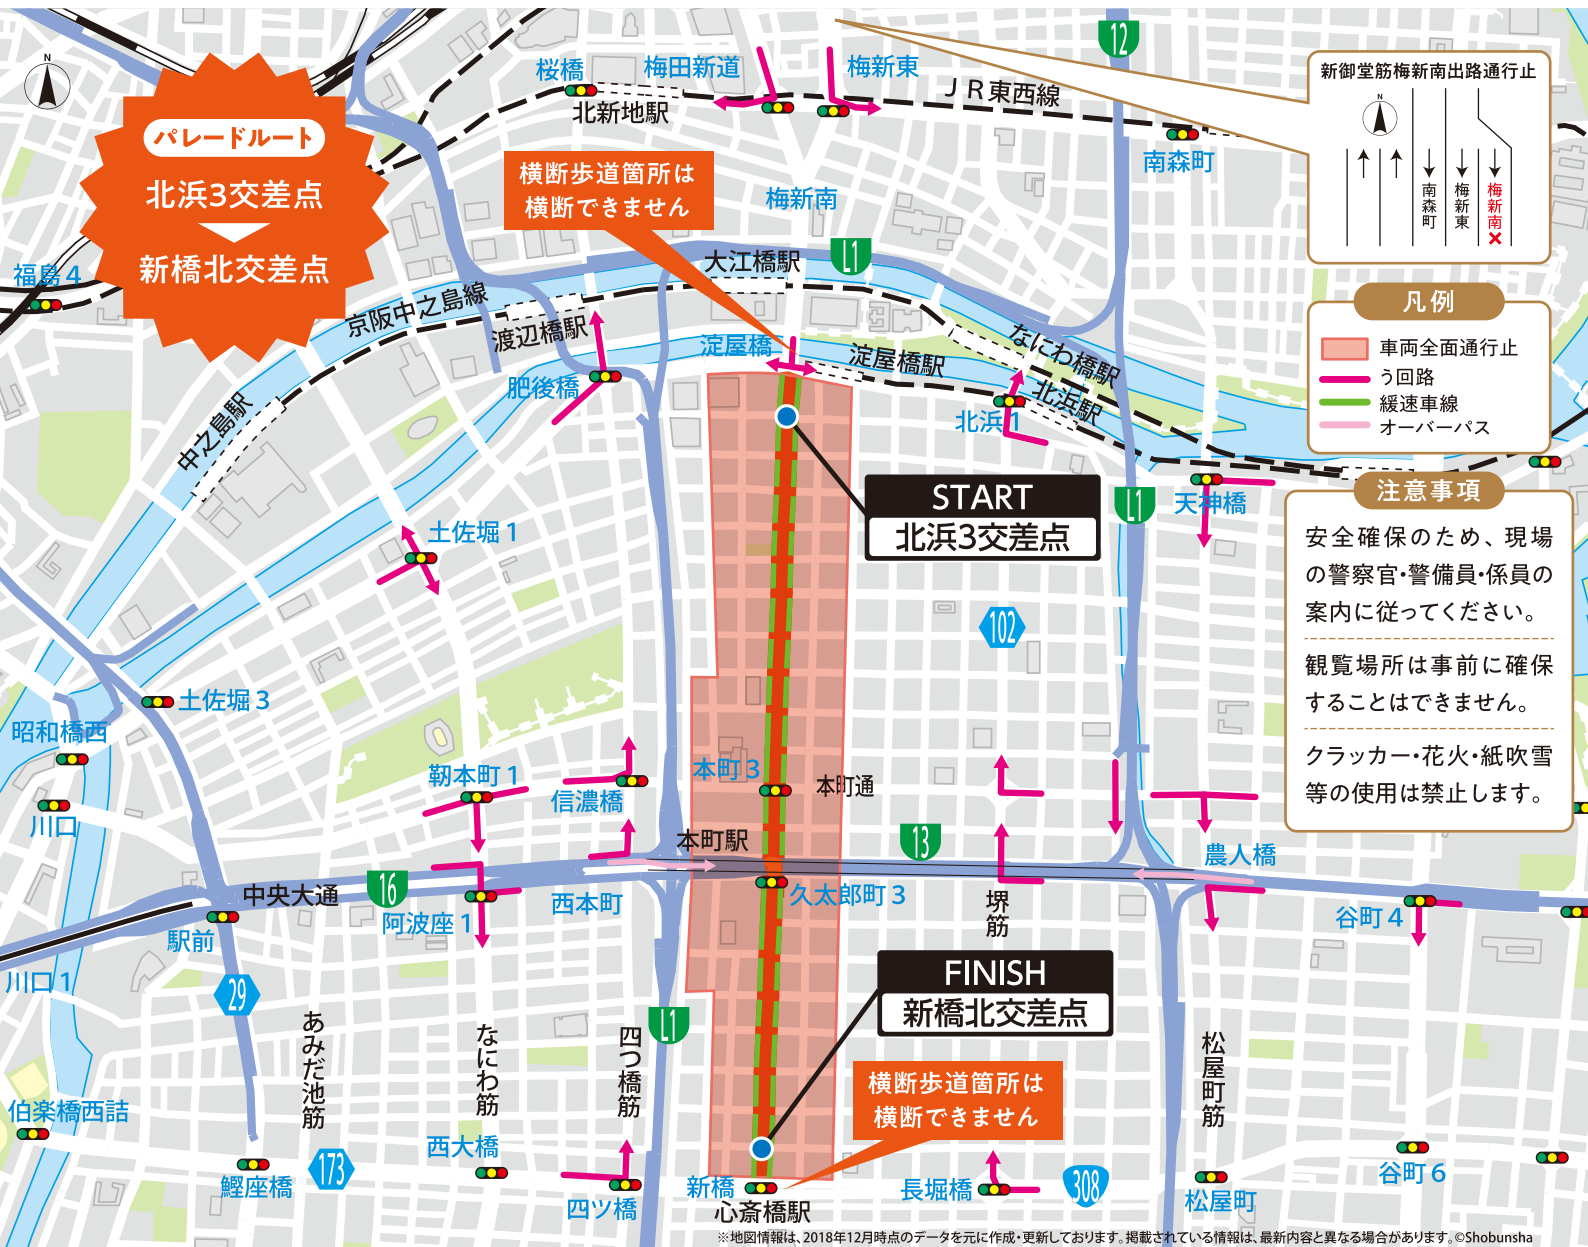 N
パレードルート
北浜3交差点
新橋北交差点
桜橋
梅田新道
梅新東
北新地駅
JR東西線
12
南森町
横断歩道箇所は
横断できません
梅新南
新御堂筋梅新南出路通行止
N
南森町
梅新東
梅新南
福島4
京阪中之島線
渡辺橋駅
大江橋駅
L1
淀屋橋
淀屋橋駅
なにわ橋駅
北浜駅
肥後橋
北浜1
中之島駅
凡例
車両全面通行止
う回路
緩速車線
オーバーパス
START
北浜3交差点
L1
天神橋
土佐堀1
102
注意事項
安全確保のため、現場
の警察官・警備員・係員の
案内に従ってください。
観覧場所は事前に確保
することはできません。
クラッカー・花火・紙吹雪
等の使用は禁止します。
土佐堀3
昭和橋西
川口
靭本町1
信濃橋
本町3
本町通
本町駅
13
農人橋
中央大通
16
阿波座1
西本町
久太郎町3
堺筋
谷町4
駅前
川口1
29
FINISH
新橋北交差点
L1
あみだ池筋
なにわ筋
四つ橋筋
松屋町筋
横断歩道箇所は
横断できません
伯楽橋西詰
鰹座橋
173
西大橋
四ツ橋
新橋
心斎橋駅
長堀橋
308
松屋町
谷町6
※地図情報は、2018年12月時点のデータを元に作成・更新しております。掲載されている情報は、最新内容と異なる場合があります。©Shobunsha